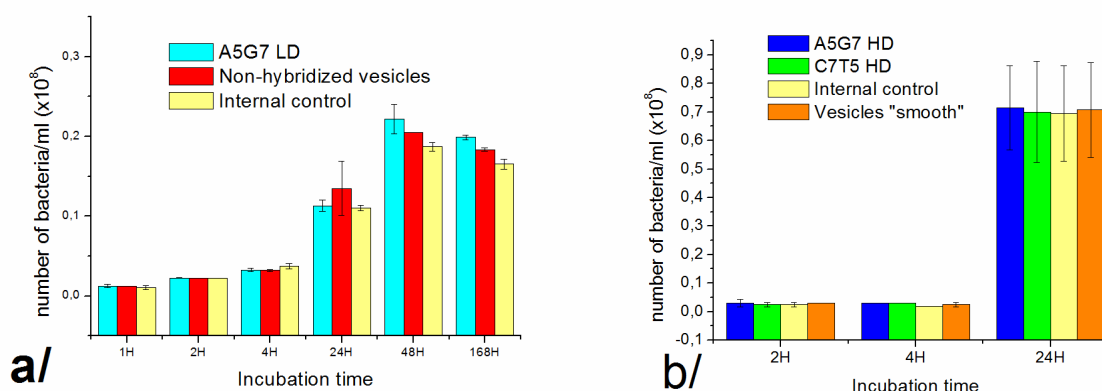 A5G7 LD
Non-hybridized vesicles
Internal control
number of bacteria/ml (x10⁸)
0,3
0,2
0,1
0,0
1H 2H 4H 24H 48H 168H
Incubation time
a/
A5G7 HD
C7T5 HD
Internal control
Vesicles "smooth"
number of bacteria/ml (x10⁸)
0,9
0,8
0,7
0,6
0,5
0,4
0,3
0,2
0,1
0,0
-0,1
2H 4H 24H
Incubation time
b/